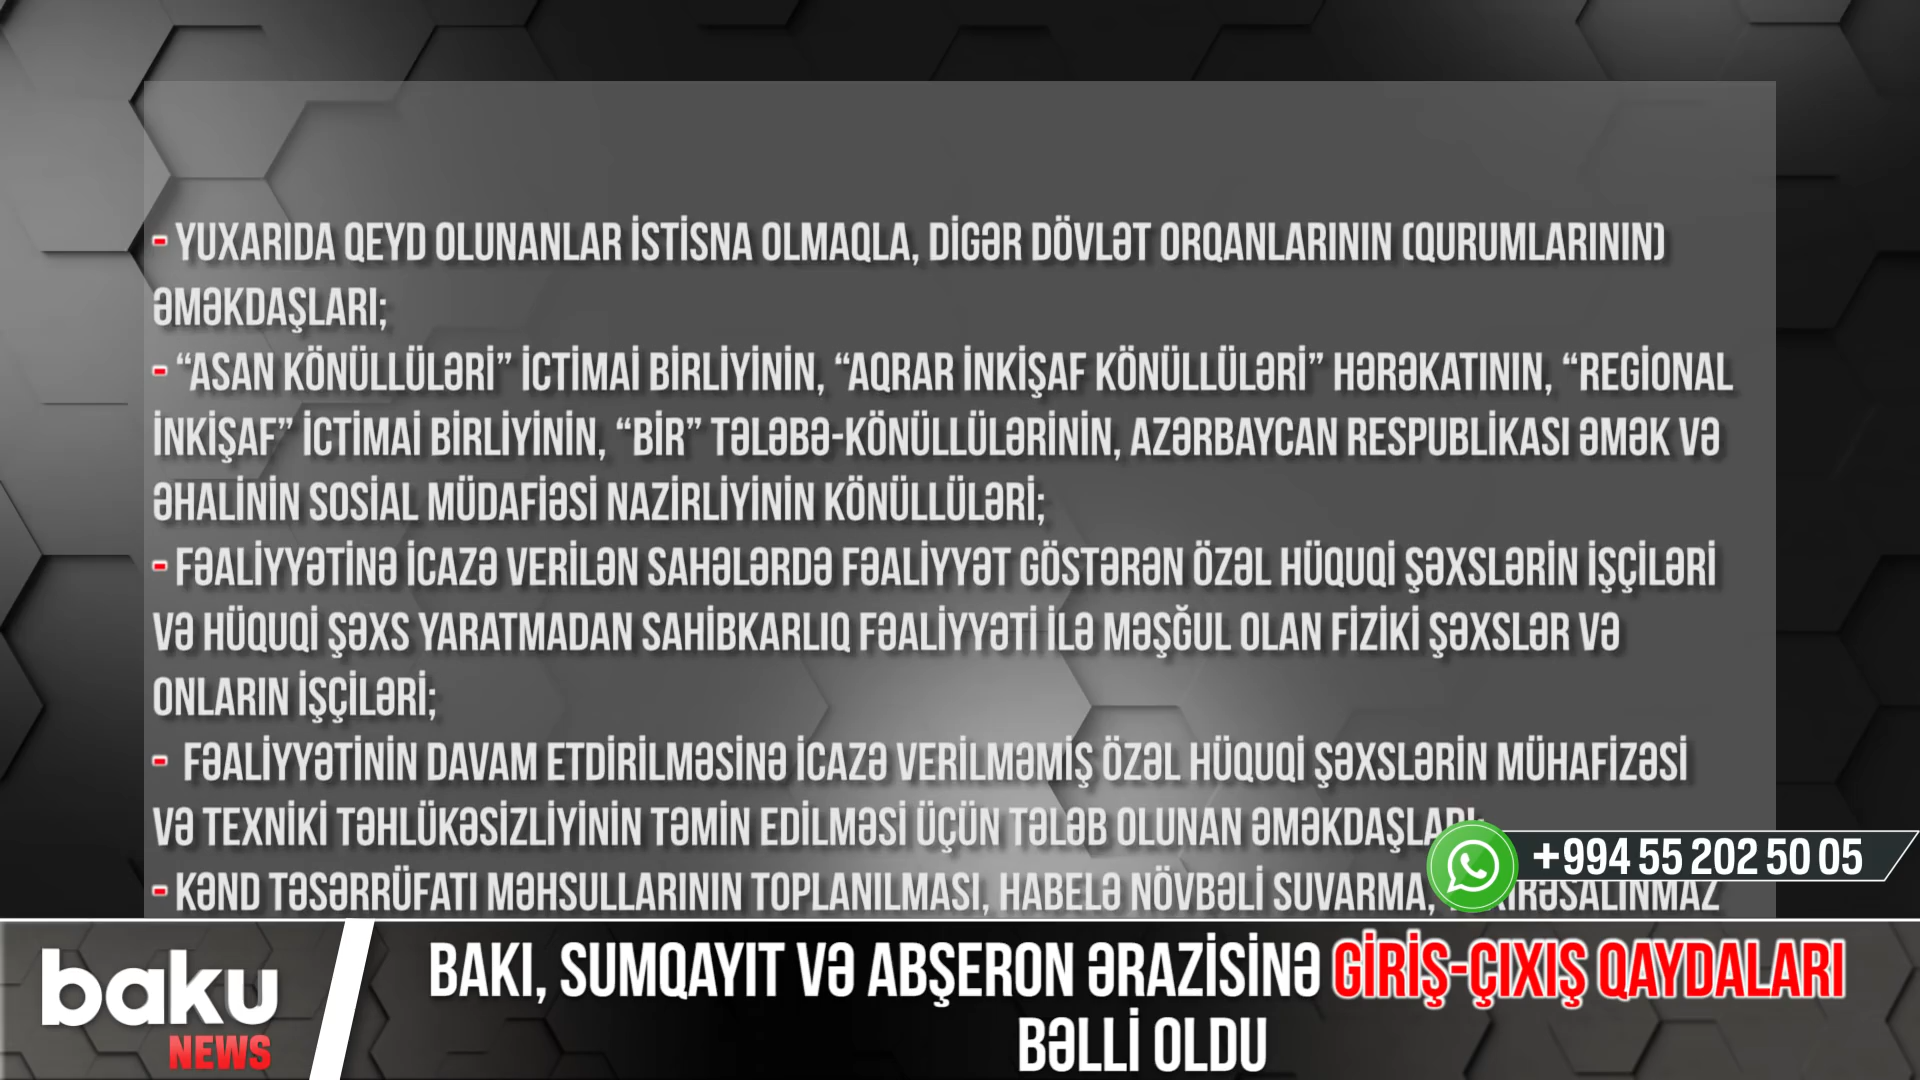 - YUXARIDA QEYD OLUNANLAR İSTİSNA OLMAQLA, DİGƏR DÖVLƏT ORQANLARININ (QURUMLARININ)
ƏMƏKDAŞLARI;
- “ASAN KÖNÜLLÜLƏRİ” İCTİMAİ BİRLİYİNİN, “AQRAR İNKİŞAF KÖNÜLLÜLƏRİ” HƏRƏKATININ, “REGİONAL
İNKİŞAF” İCTİMAİ BİRLİYİNİN, “BİR” TƏLƏBƏ-KÖNÜLLÜLƏRİNİN, AZƏRBAYCAN RESPUBLİKASI ƏMƏK VƏ
ƏHALİNİN SOSİAL MÜDAFİƏSİ NAZİRLİYİNİN KÖNÜLLÜLƏRİ;
- FƏALİYYƏTİNƏ İCAZƏ VERİLƏN SAHƏLƏRDƏ FƏALİYYƏT GÖSTƏRƏN ÖZƏL HÜQUQİ ŞƏXSLƏRİN İŞÇİLƏRİ
VƏ HÜQUQİ ŞƏXS YARATMADAN SAHİBKARLIQ FƏALİYYƏTİ İLƏ MƏŞĞUL OLAN FİZİKİ ŞƏXSLƏR VƏ
ONLARIN İŞÇİLƏRİ;
- FƏALİYYƏTİNİN DAVAM ETDİRİLMƏSİNƏ İCAZƏ VERİLMƏMİŞ ÖZƏL HÜQUQİ ŞƏXSLƏRİN MÜHAFİZƏSİ
VƏ TEXNİKİ TƏHLÜKƏSİZLİYİNİN TƏMİN EDİLMƏSİ ÜÇÜN TƏLƏB OLUNAN ƏMƏKDAŞLARI;
- KƏND TƏSƏRRÜFATI MƏHSULLARININ TOPLANILMASI, HABELƏ NÖVBƏLİ SUVARMA,
+994 55 202 50 05
BAKI, SUMQAYIT VƏ ABŞERON ƏRAZİSİNƏ GİRİŞ-ÇIXIŞ QAYDALARI
BƏLLİ OLDU
baku
NEWS